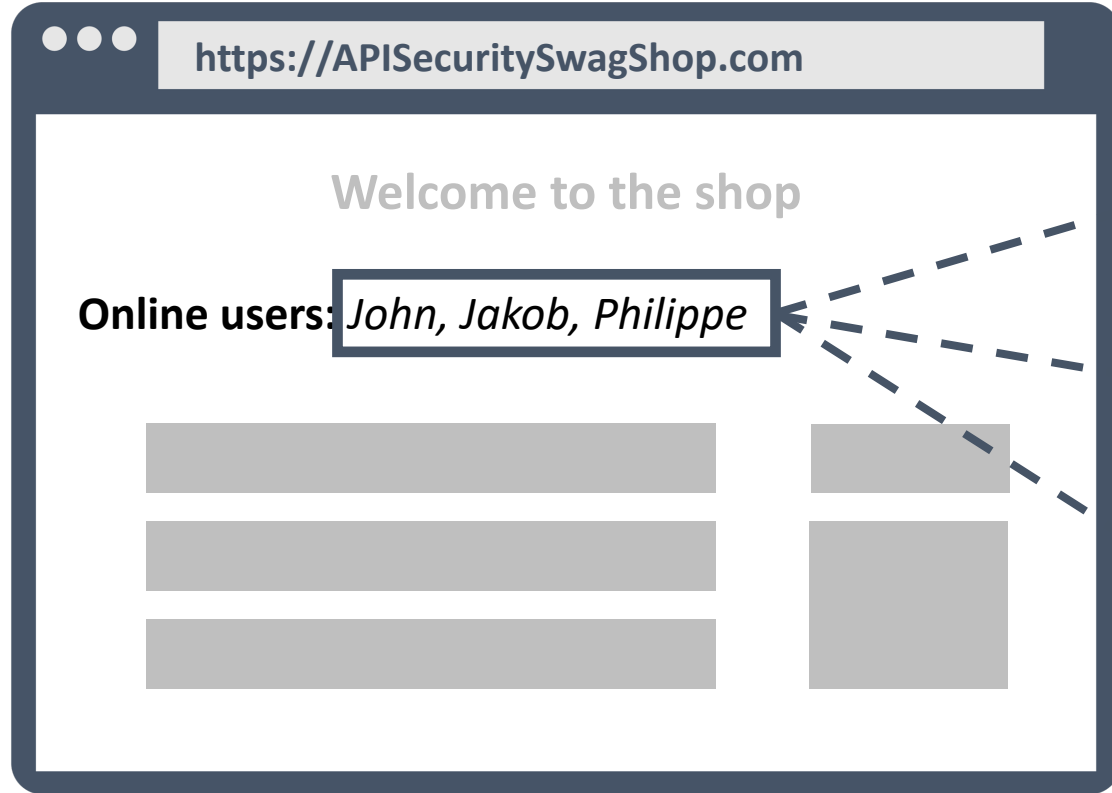 https://APISecuritySwagShop.com
Welcome to the shop
Online users: John, Jakob, Philippe